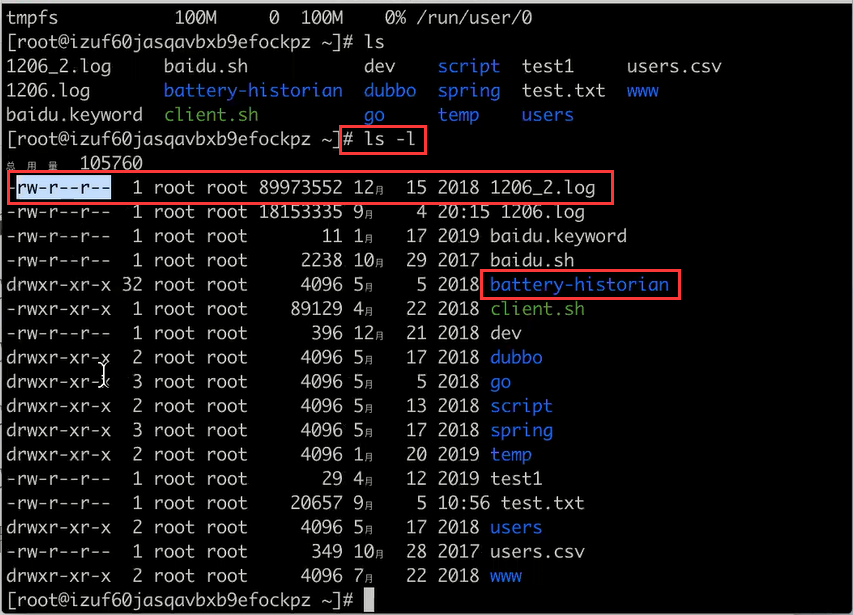 tmpfs 100M 0 100M 0% /run/user/0
[root@izuf60jasqavbxb9efockpz ~]# ls
1206_2.log baidu.sh dev script test1 users.csv
1206.log battery-historian dubbo spring test.txt www
baidu.keyword client.sh go temp users
[root@izuf60jasqavbxb9efockpz ~]# ls -l
总用量 105760
-rw-r--r-- 1 root root 89973552 12月 15 2018 1206_2.log
-rw-r--r-- 1 root root 18153335 9月 4 20:15 1206.log
-rw-r--r-- 1 root root 11 1月 17 2019 baidu.keyword
-rw-r--r-- 1 root root 2238 10月 29 2017 baidu.sh
drwxr-xr-x 32 root root 4096 5月 5 2018 battery-historian
-rwxr-xr-x 1 root root 89129 4月 22 2018 client.sh
-rw-r--r-- 1 root root 396 12月 21 2018 dev
drwxr-xr-x 2 root root 4096 5月 17 2018 dubbo
drwxr-xr-x 3 root root 4096 5月 5 2018 go
drwxr-xr-x 2 root root 4096 5月 13 2018 script
drwxr-xr-x 3 root root 4096 5月 17 2018 spring
drwxr-xr-x 2 root root 4096 1月 20 2019 temp
-rw-r--r-- 1 root root 29 4月 12 2019 test1
-rw-r--r-- 1 root root 20657 9月 5 10:56 test.txt
drwxr-xr-x 2 root root 4096 5月 17 2018 users
-rw-r--r-- 1 root root 349 10月 28 2017 users.csv
drwxr-xr-x 2 root root 4096 7月 22 2018 www
[root@izuf60jasqavbxb9efockpz ~]#